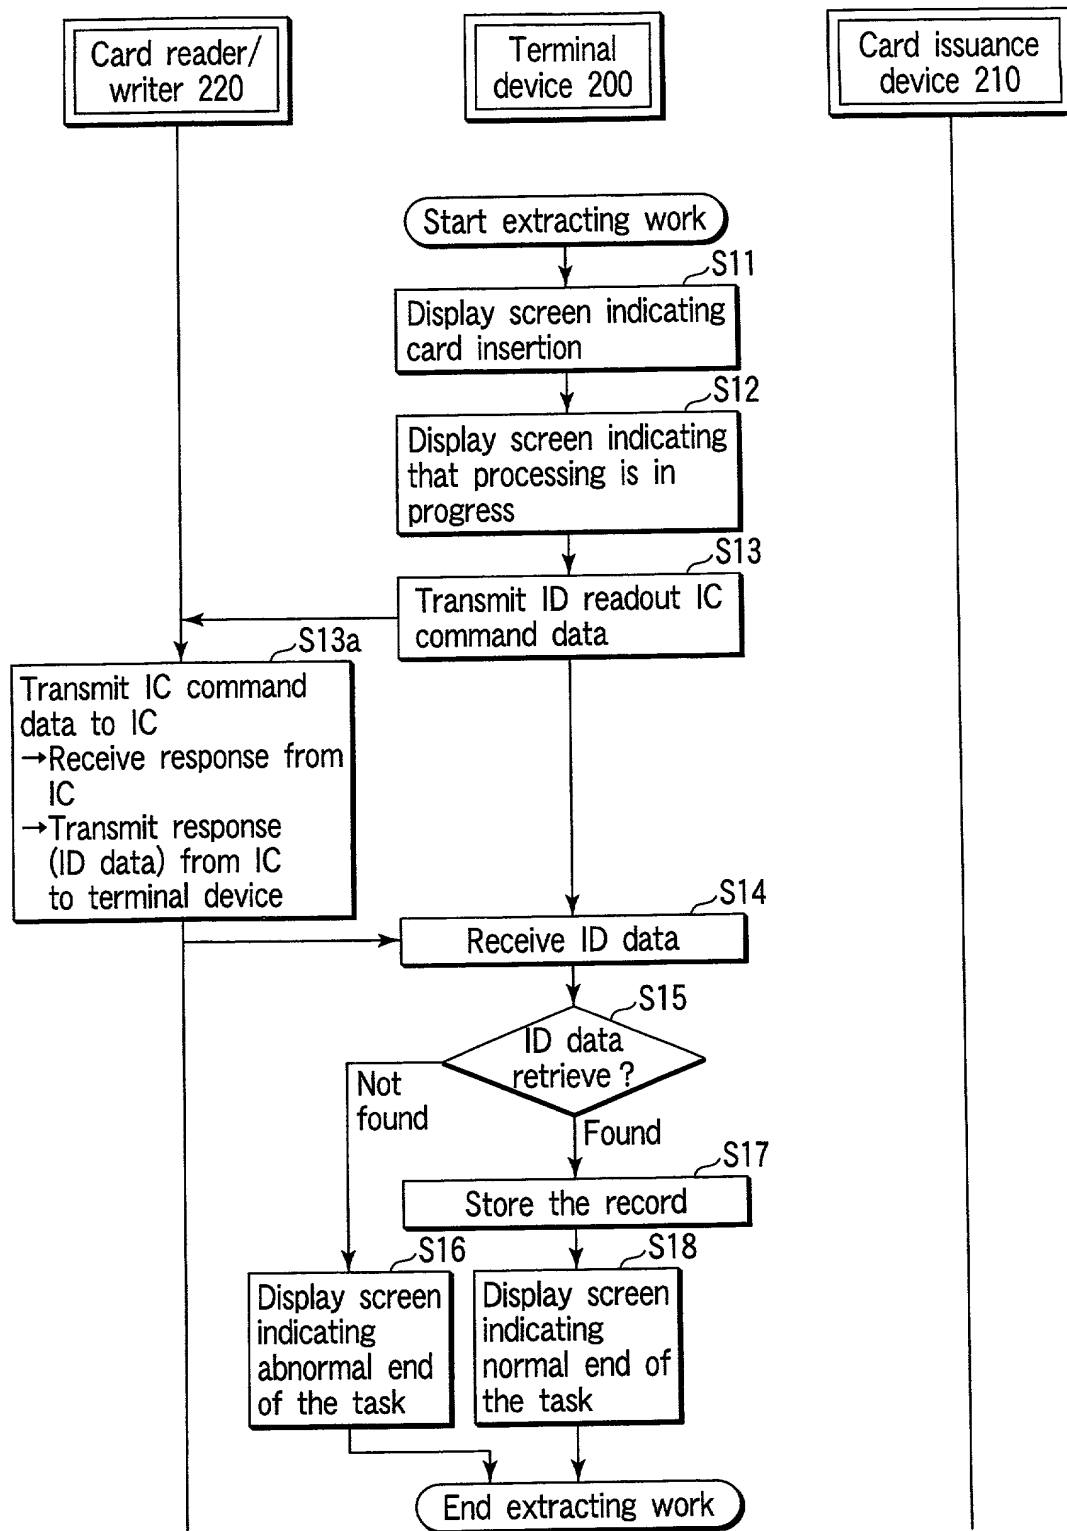 Card reader/
writer 220
Terminal
device 200
Card issuance
device 210
Start extracting work
S11
Display screen indicating
card insertion
S12
Display screen indicating
that processing is in
progress
S13
Transmit ID readout IC
command data
S13a
Transmit IC command
data to IC
→Receive response from
IC
→Transmit response
(ID data) from IC
to terminal device
S14
Receive ID data
S15
ID data
retrieve ?
Not
found
Found
S17
Store the record
S16
Display screen
indicating
abnormal end
of the task
S18
Display screen
indicating
normal end of
the task
End extracting work